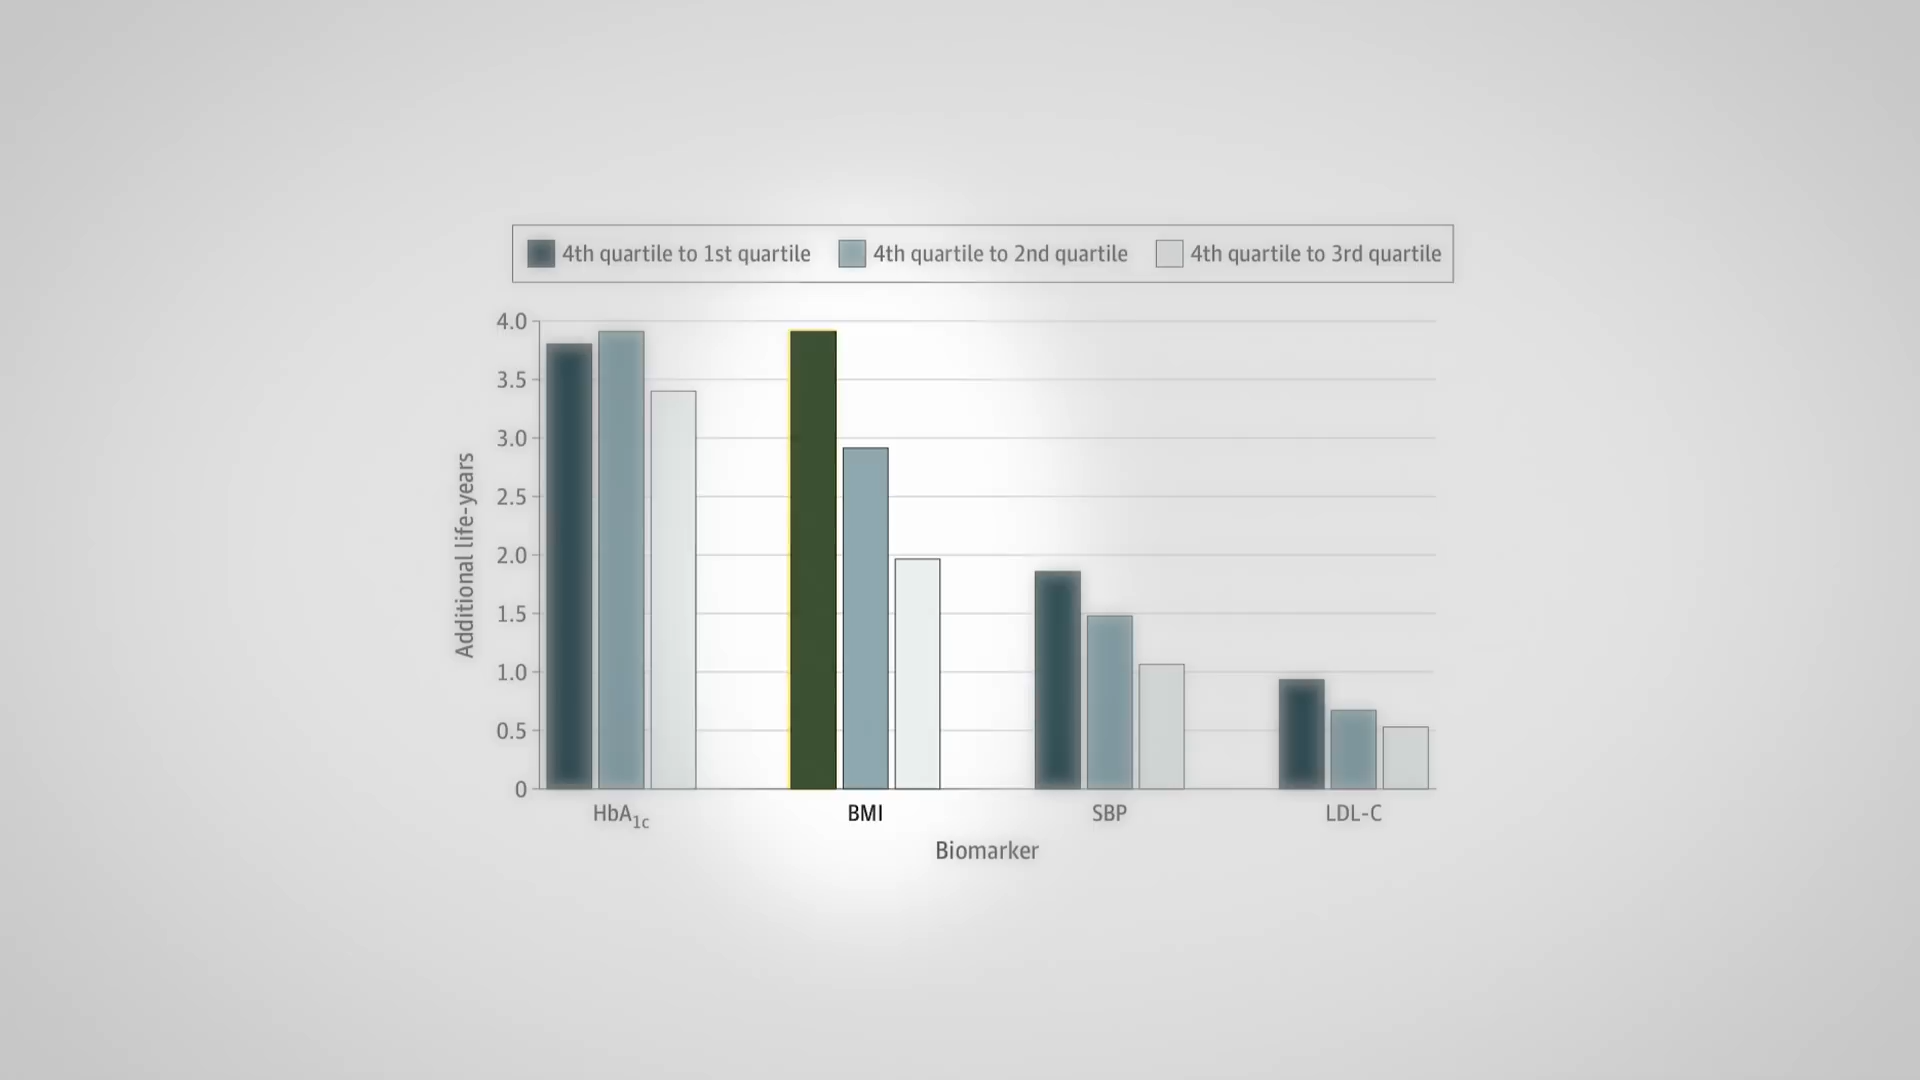 4th quartile to 1st quartile 4th quartile to 2nd quartile 4th quartile to 3rd quartile
4.0
3.5
3.0
2.5
2.0
1.5
1.0
0.5
0
Additional life-years
HbA1c BMI SBP LDL-C
Biomarker